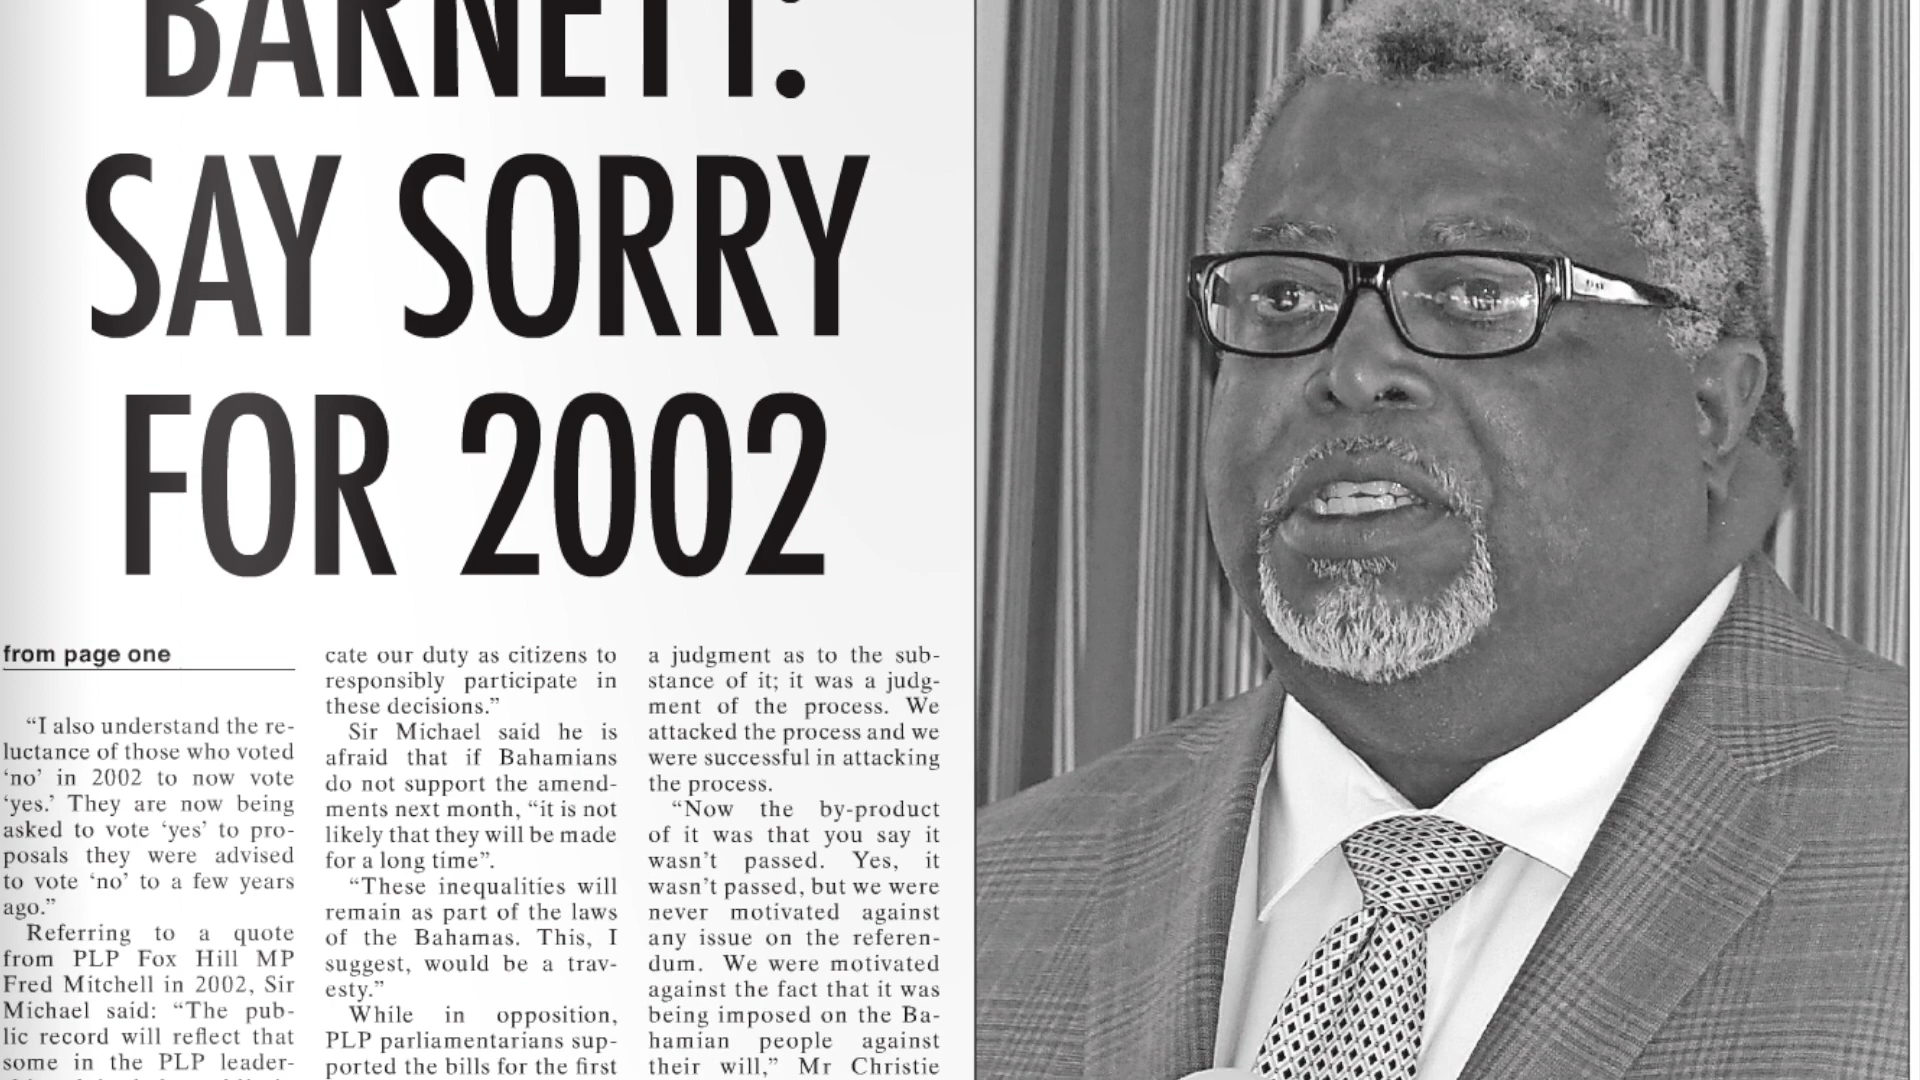 BARNETT:
SAY SORRY
FOR 2002
from page one
“I also understand the re-
luctance of those who voted
‘no’ in 2002 to now vote
‘yes.’ They are now being
asked to vote ‘yes’ to pro-
posals they were advised
to vote ‘no’ to a few years
ago.”
Referring to a quote
from PLP Fox Hill MP
Fred Mitchell in 2002, Sir
Michael said: “The pub-
lic record will reflect that
some in the PLP leader-
cate our duty as citizens to
responsibly participate in
these decisions.”
Sir Michael said he is
afraid that if Bahamians
do not support the amend-
ments next month, “it is not
likely that they will be made
for a long time”.
“These inequalities will
remain as part of the laws
of the Bahamas. This, I
suggest, would be a trav-
esty.”
While in opposition,
PLP parliamentarians sup-
ported the bills for the first
a judgment as to the sub-
stance of it; it was a judg-
ment of the process. We
attacked the process and we
were successful in attacking
the process.
“Now the by-product
of it was that you say it
wasn’t passed. Yes, it
wasn’t passed, but we were
never motivated against
any issue on the referen-
dum. We were motivated
against the fact that it was
being imposed on the Ba-
hamian people against
their will,” Mr Christie